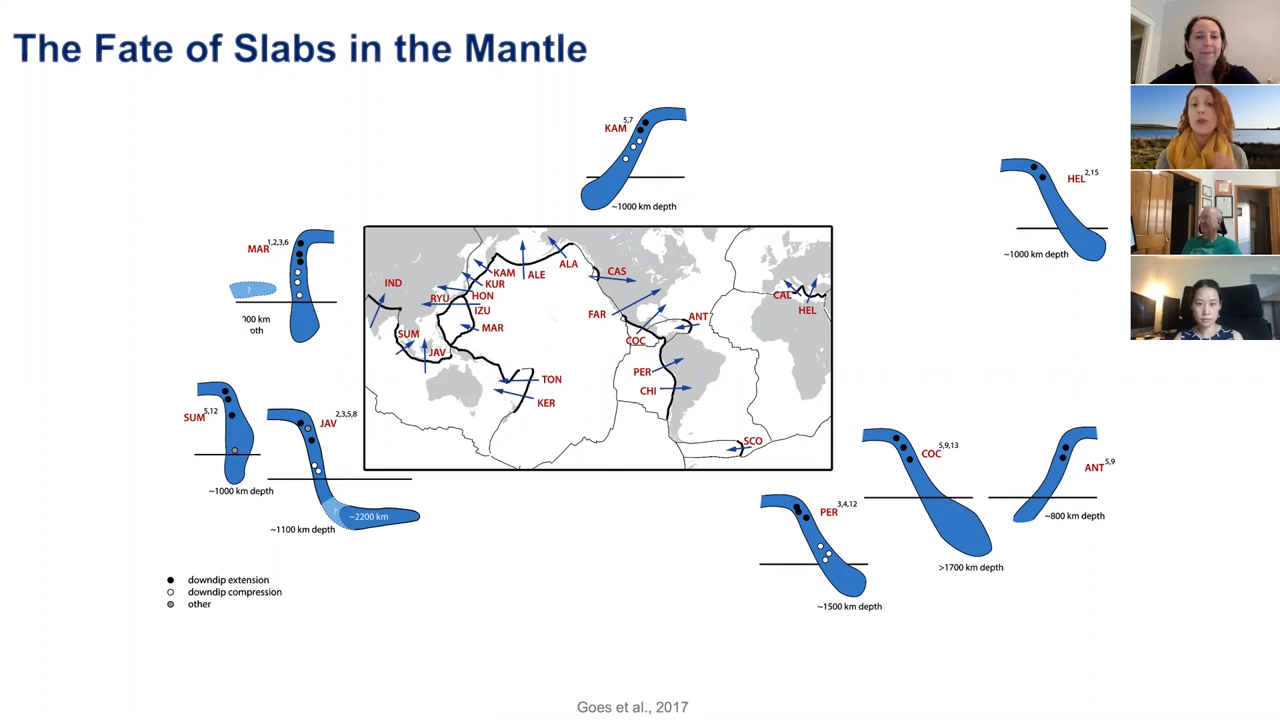 The Fate of Slabs in the Mantle
KAM 5,7
~1000 km depth
HEL 2,15
~1000 km depth
MAR 1,2,3,6
?
000 km
oth
IND
KAM
ALE
ALA
KUR
RYU
HON
IZU
MAR
SUM
JAV
TON
KER
CAS
FAR
ANT
COC
PER
CHI
SCO
CAL
HEL
SUM 5,12
~1000 km depth
JAV 2,3,5,8
?
~2200 km
~1100 km depth
COC 5,9,13
>1700 km depth
ANT 5,9
~800 km depth
PER 3,4,12
~1500 km depth
downdip extension
downdip compression
other
Goes et al., 2017